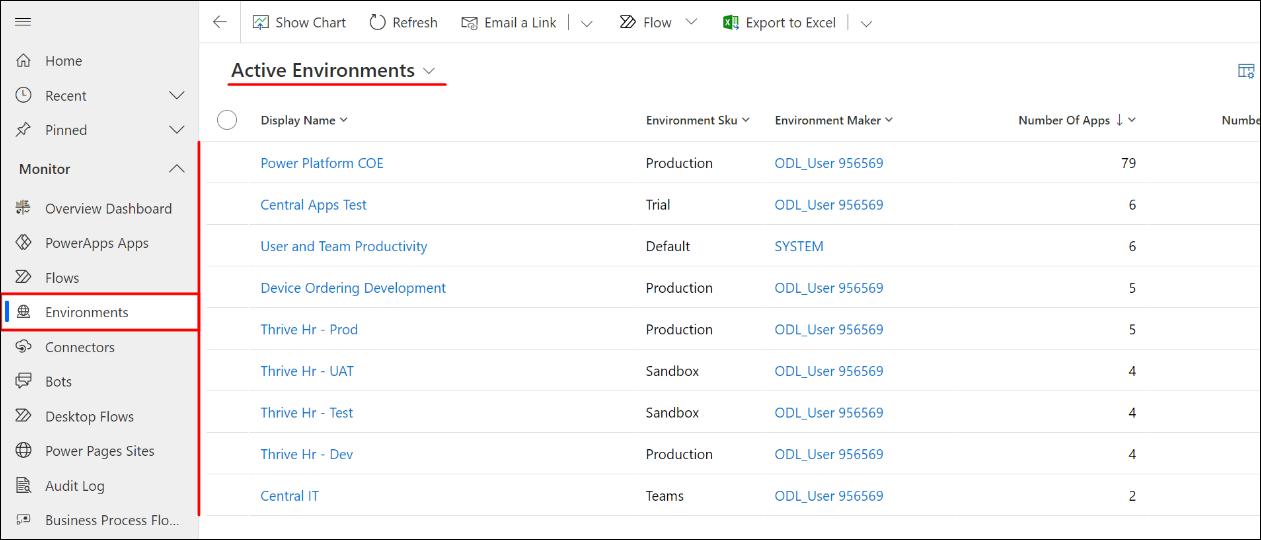 Show Chart Refresh Email a Link Flow Export to Excel
Home
Recent
Pinned
Monitor
Overview Dashboard
PowerApps Apps
Flows
Environments
Connectors
Bots
Desktop Flows
Power Pages Sites
Audit Log
Business Process Flo...
Active Environments
Display Name Environment Sku Environment Maker Number Of Apps Numbe
Power Platform COE Production ODL_User 956569 79
Central Apps Test Trial ODL_User 956569 6
User and Team Productivity Default SYSTEM 6
Device Ordering Development Production ODL_User 956569 5
Thrive Hr - Prod Production ODL_User 956569 5
Thrive Hr - UAT Sandbox ODL_User 956569 4
Thrive Hr - Test Sandbox ODL_User 956569 4
Thrive Hr - Dev Production ODL_User 956569 4
Central IT Teams ODL_User 956569 2